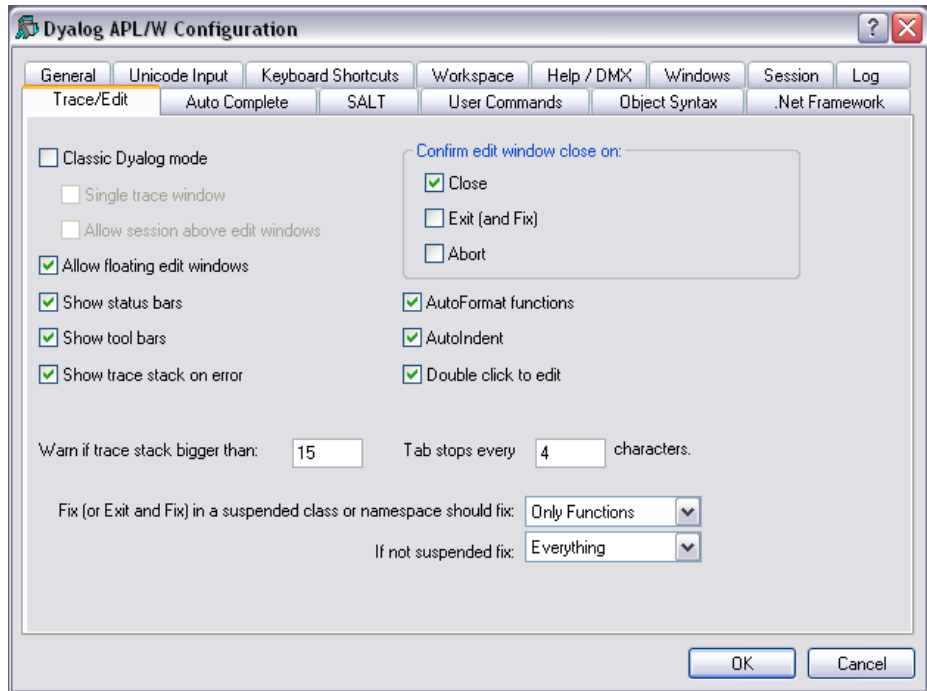 Dyalog APL/W Configuration
General Unicode Input Keyboard Shortcuts Workspace Help / DMX Windows Session Log
Trace/Edit Auto Complete SALT User Commands Object Syntax .Net Framework
Classic Dyalog mode
Single trace window
Allow session above edit windows
Allow floating edit windows
Show status bars
Show tool bars
Show trace stack on error
Confirm edit window close on:
Close
Exit (and Fix)
Abort
AutoFormat functions
AutoIndent
Double click to edit
Warn if trace stack bigger than: 15 Tab stops every 4 characters.
Fix (or Exit and Fix) in a suspended class or namespace should fix: Only Functions
If not suspended fix: Everything
OK Cancel